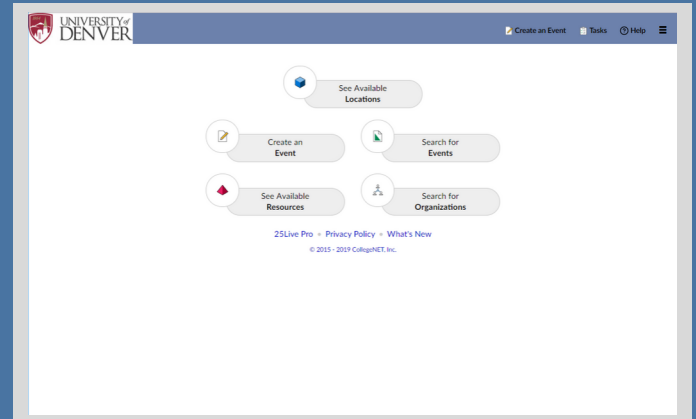 UNIVERSITY of
DENVER
Create an Event
Tasks
Help
See Available
Locations
Create an
Event
Search for
Events
See Available
Resources
Search for
Organizations
25Live Pro • Privacy Policy • What's New
© 2015 - 2019 CollegeNET, Inc.